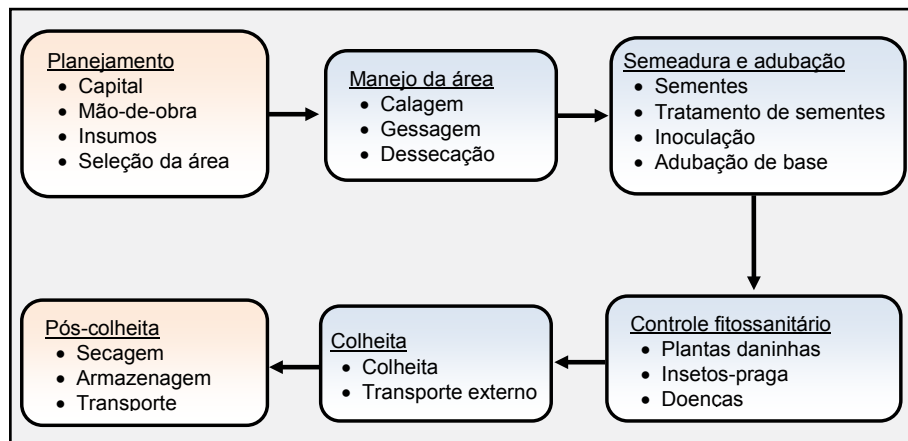 Planejamento
• Capital
• Mão-de-obra
• Insumos
• Seleção da área
Manejo da área
• Calagem
• Gessagem
• Dessecação
Semeadura e adubação
• Sementes
• Tratamento de sementes
• Inoculação
• Adubação de base
Controle fitossanitário
• Plantas daninhas
• Insetos-praga
• Doenças
Colheita
• Colheita
• Transporte externo
Pós-colheita
• Secagem
• Armazenagem
• Transporte